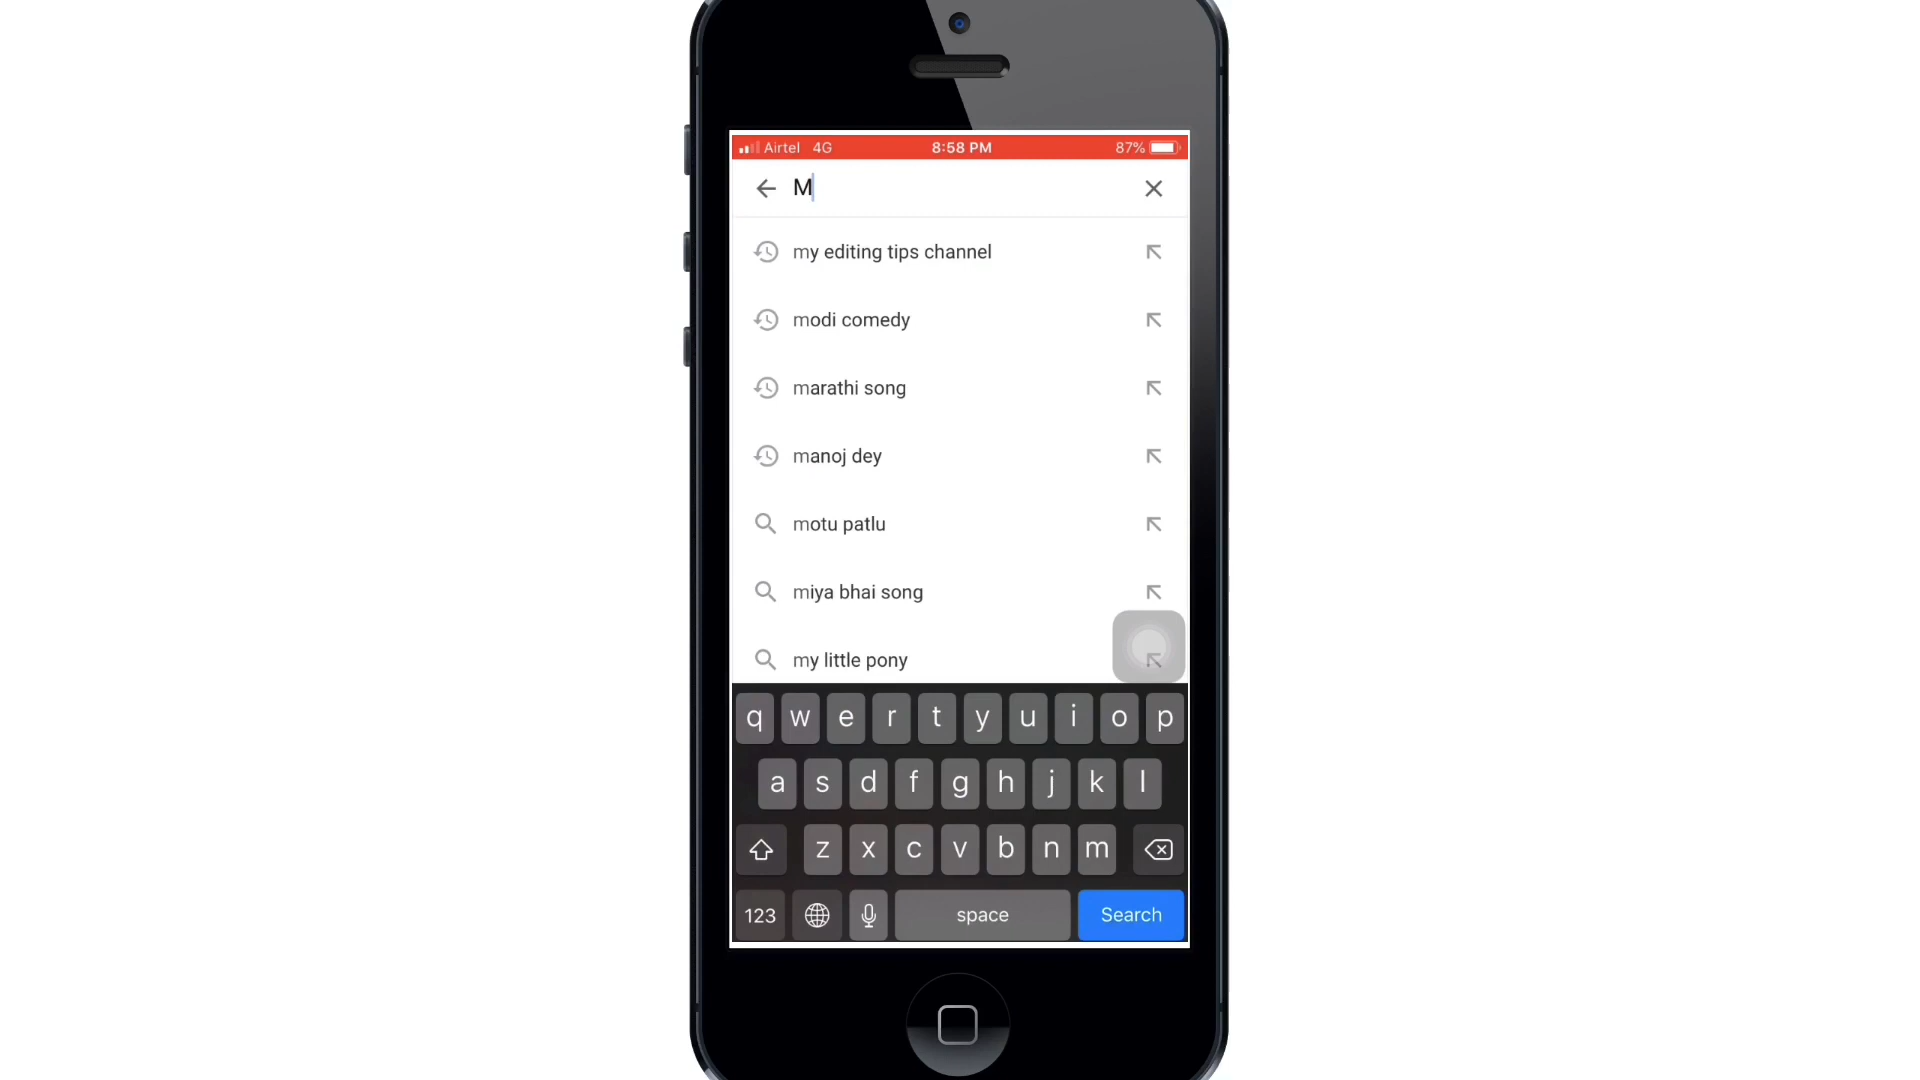 Airtel 4G 8:58 PM 87%
M
my editing tips channel
modi comedy
marathi song
manoj dey
motu patlu
miya bhai song
my little pony
q w e r t y u i o p
a s d f g h j k l
z x c v b n m
123 space Search